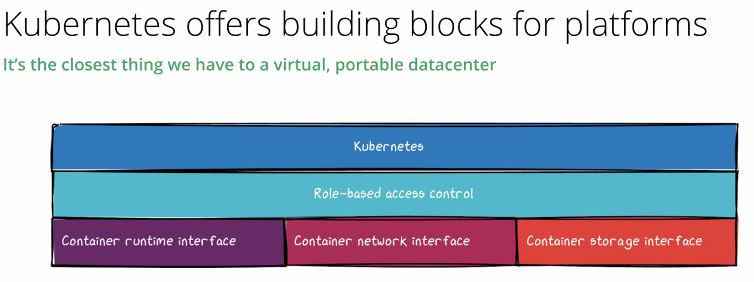 Kubernetes offers building blocks for platforms
It's the closest thing we have to a virtual, portable datacenter
Kubernetes
Role-based access control
Container runtime interface
Container network interface
Container storage interface